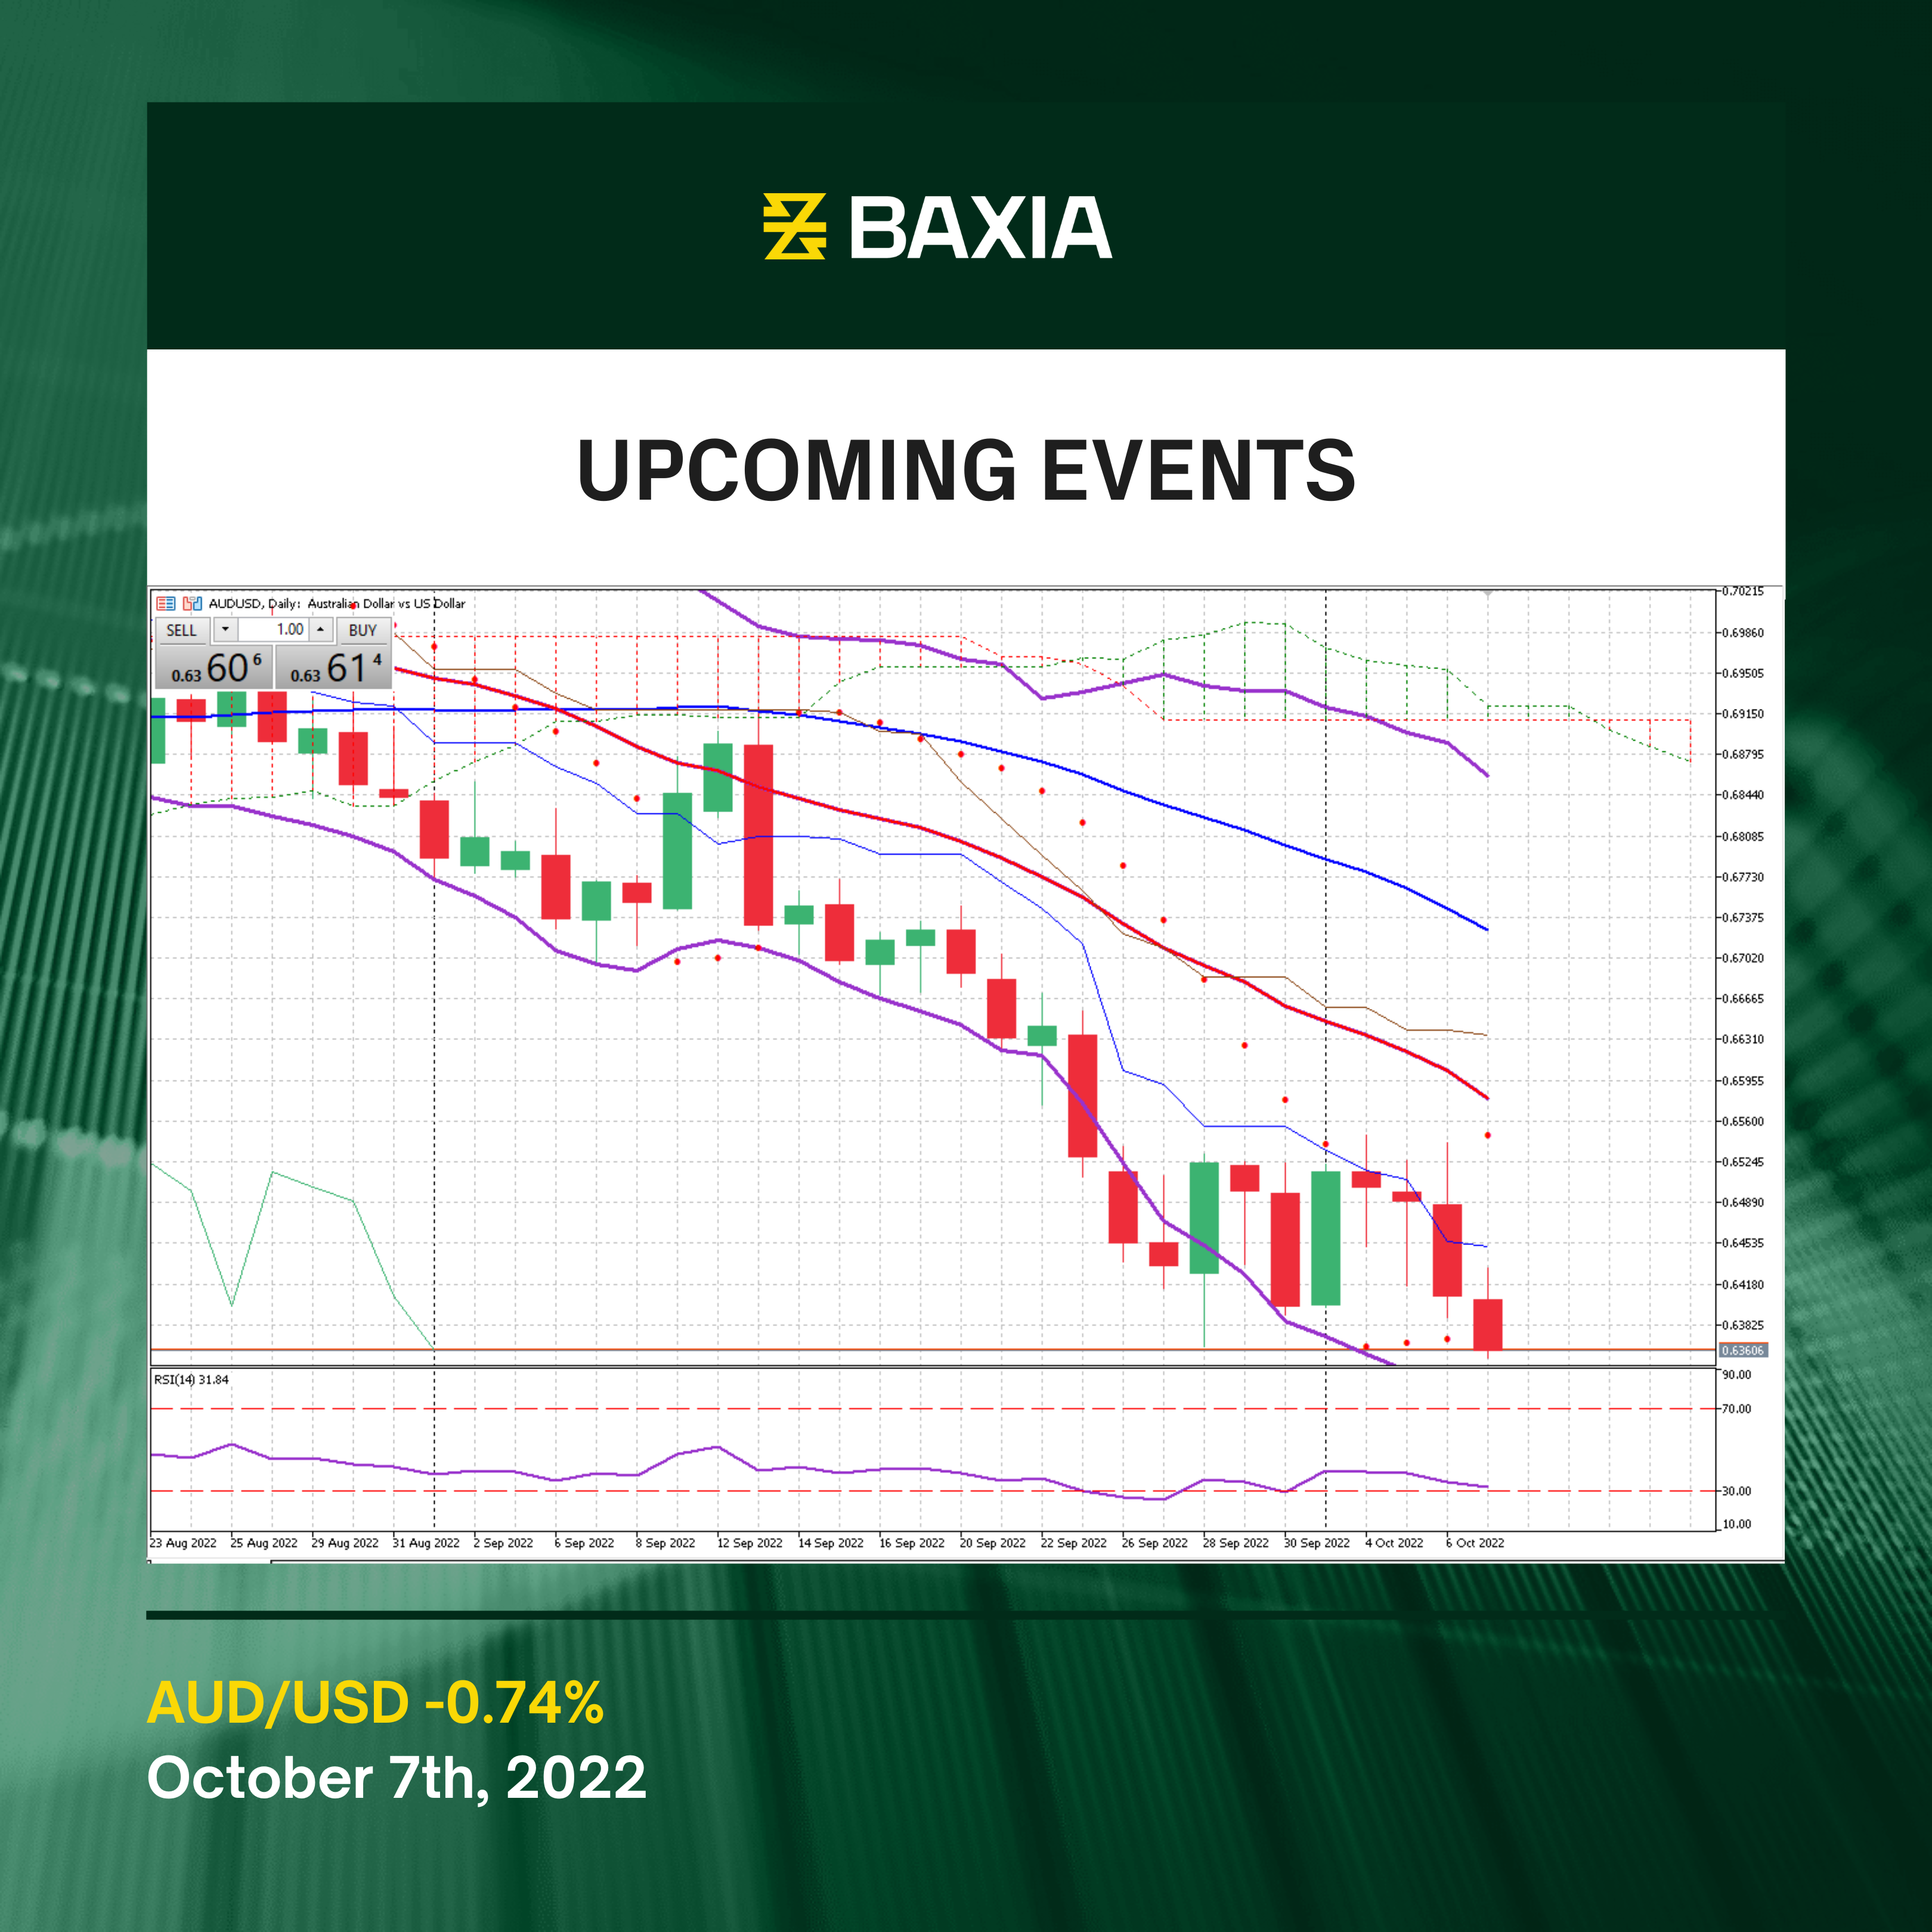 BAXIA
UPCOMING EVENTS
AUDUSD, Daily: Australian Dollar vs US Dollar
SELL 1.00 BUY
0.63 60 6 0.63 61 4
0.70215
0.69860
0.69505
0.69150
0.68795
0.68440
0.68085
0.67730
0.67375
0.67020
0.66665
0.66310
0.65955
0.65600
0.65245
0.64890
0.64535
0.64180
0.63825
0.63606
RSI(14) 31.84
90.00
70.00
30.00
10.00
23 Aug 2022 25 Aug 2022 29 Aug 2022 31 Aug 2022 2 Sep 2022 6 Sep 2022 8 Sep 2022 12 Sep 2022 14 Sep 2022 16 Sep 2022 20 Sep 2022 22 Sep 2022 26 Sep 2022 28 Sep 2022 30 Sep 2022 4 Oct 2022 6 Oct 2022
AUD/USD -0.74%
October 7th, 2022